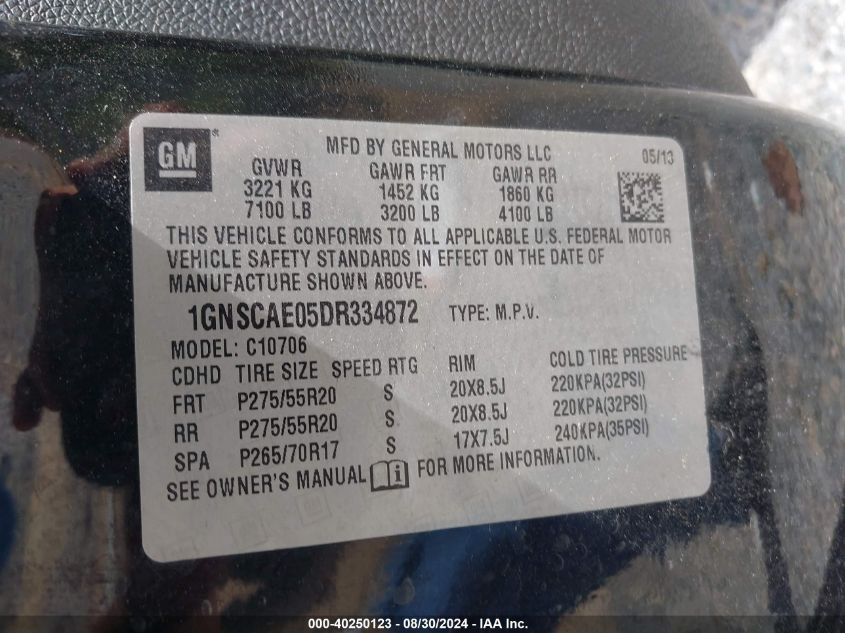 GM
MFD BY GENERAL MOTORS LLC 05/13
GVWR GAWR FRT GAWR RR
3221 KG 1452 KG 1860 KG
7100 LB 3200 LB 4100 LB
THIS VEHICLE CONFORMS TO ALL APPLICABLE U.S. FEDERAL MOTOR
VEHICLE SAFETY STANDARDS IN EFFECT ON THE DATE OF
MANUFACTURE SHOWN ABOVE.
1GNSCAE05DR334872 TYPE: M.P.V.
MODEL: C10706
CDHD TIRE SIZE SPEED RTG RIM COLD TIRE PRESSURE
FRT P275/55R20 S 20X8.5J 220KPA(32PSI)
RR P275/55R20 S 20X8.5J 220KPA(32PSI)
SPA P265/70R17 S 17X7.5J 240KPA(35PSI)
SEE OWNER'S MANUAL i FOR MORE INFORMATION.
000-40250123 - 08/30/2024 - IAA Inc.